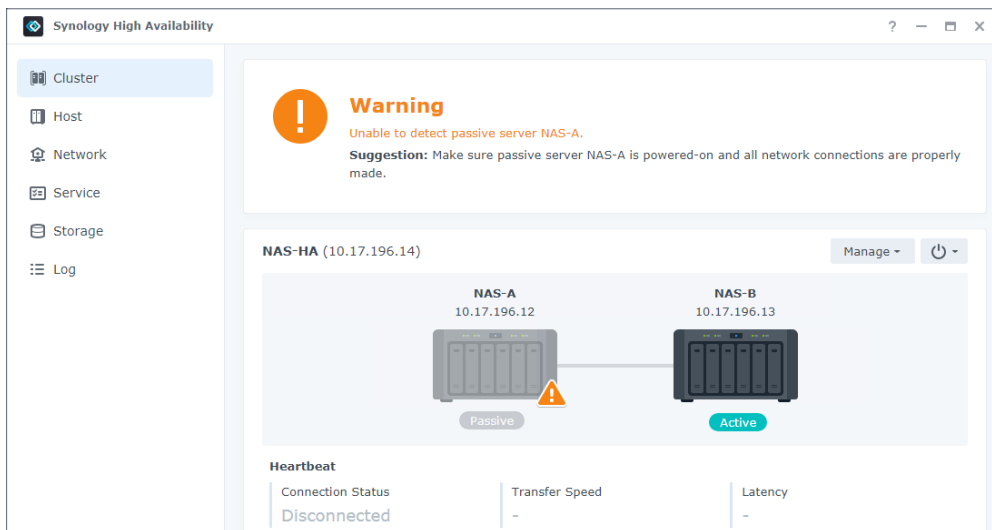 Synology High Availability
?
Cluster
Host
Network
Service
Storage
Log
Warning
Unable to detect passive server NAS-A.
Suggestion: Make sure passive server NAS-A is powered-on and all network connections are properly
made.
NAS-HA (10.17.196.14)
Manage
NAS-A
10.17.196.12
Passive
NAS-B
10.17.196.13
Active
Heartbeat
Connection Status
Disconnected
Transfer Speed
-
Latency
-